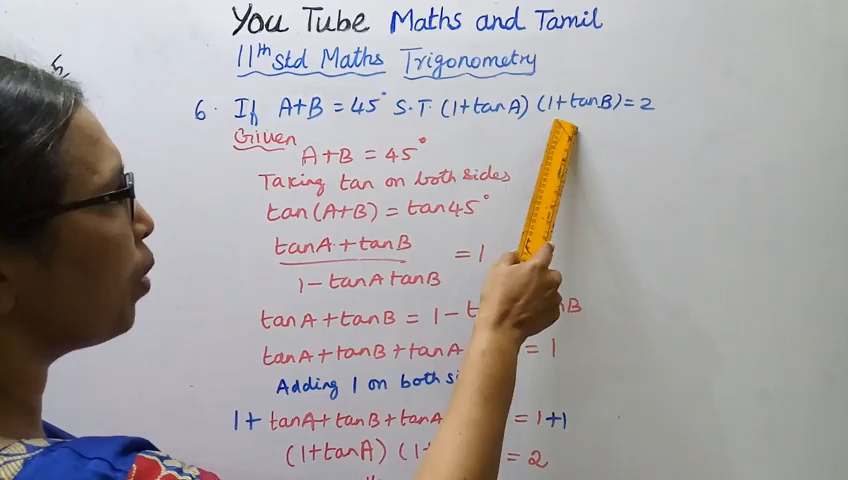 You Tube Maths and Tamil
11th std Maths Trigonometry
6. If A+B = 45° S.T. (1+tanA) (1+tanB) = 2
Given
A+B = 45°
Taking tan on both sides
tan(A+B) = tan45°
tanA + tanB
= 1
1 - tanA tanB
tanA + tanB = 1 - B
tanA + tanB + tanA = 1
Adding 1 on both
1 + tanA + tanB + tanA = 1 + 1
(1+tanA) (1+ = 2